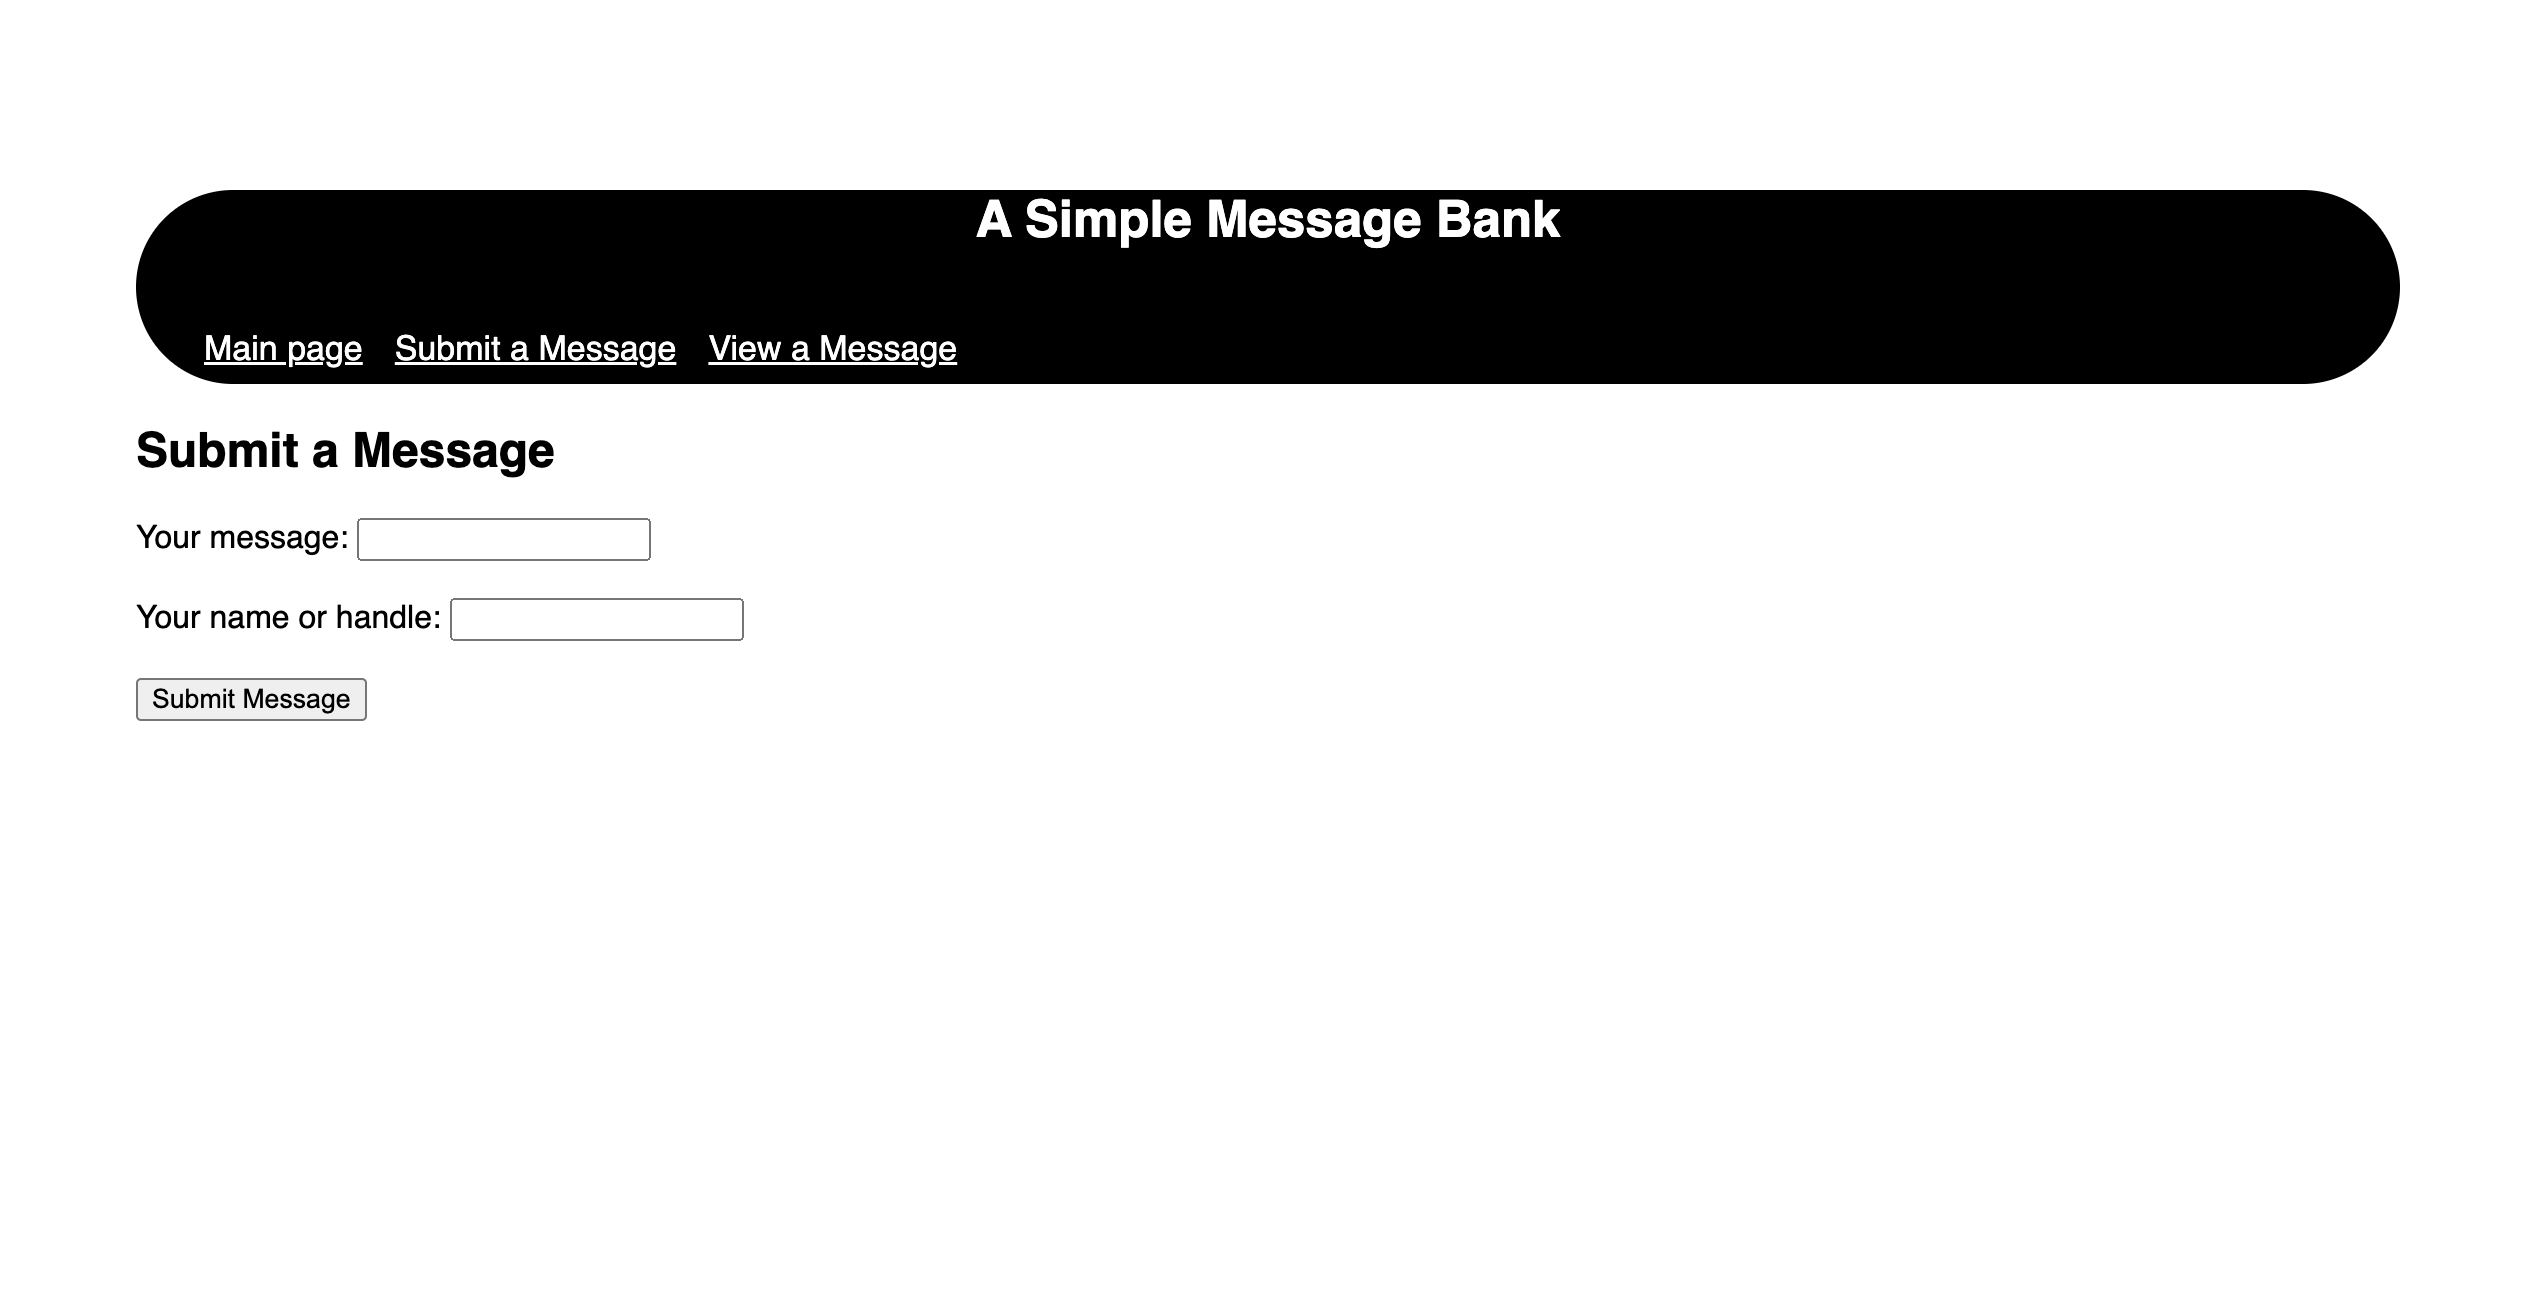 A Simple Message Bank
Main page Submit a Message View a Message
Submit a Message
Your message:
Your name or handle:
Submit Message